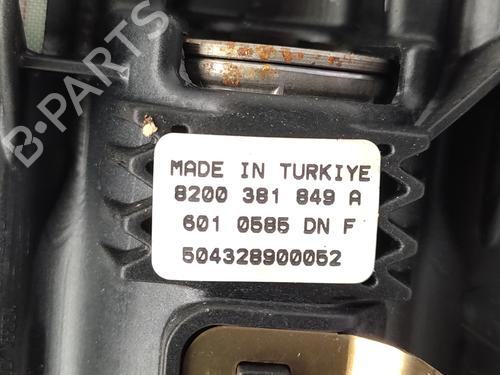 B-PARTS
MADE IN TURKIYE
8200 381 849 A
601 0585 DN F
504328900052